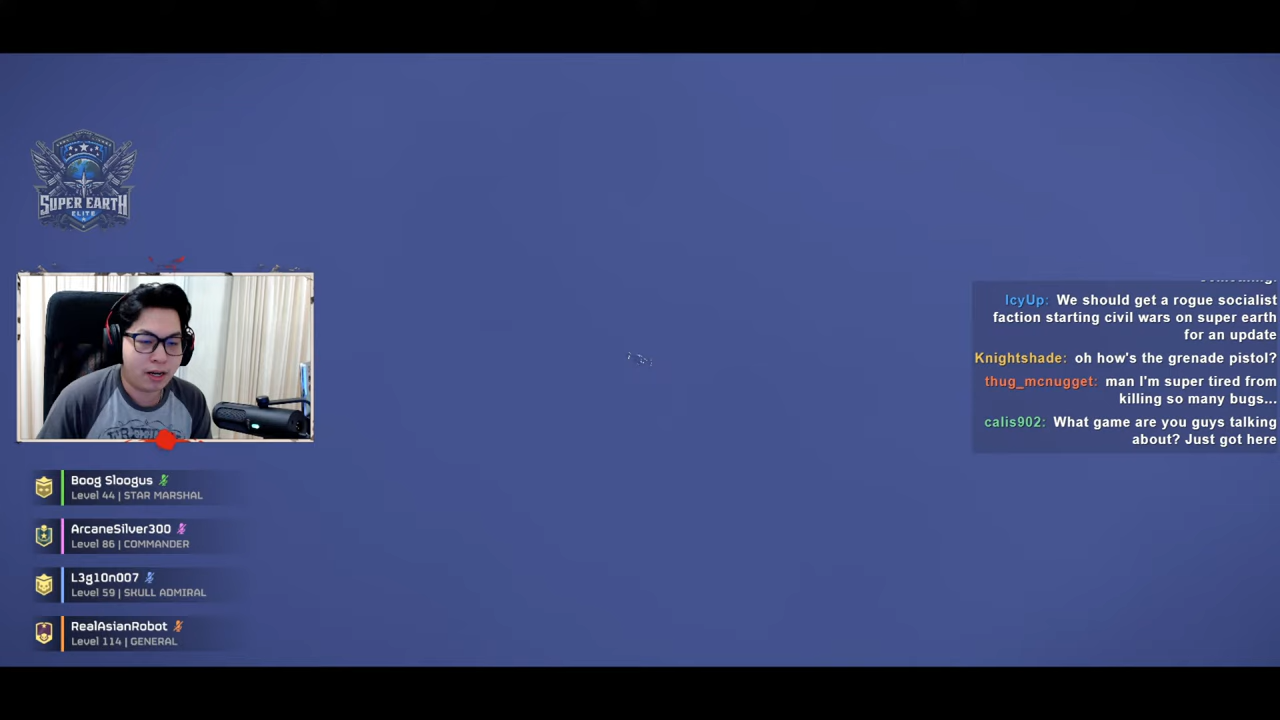 SUPER EARTH
ELITE
IcyUp: We should get a rogue socialist
faction starting civil wars on super earth
for an update
Knightshade: oh how's the grenade pistol?
thug_mcnugget: man I'm super tired from
killing so many bugs...
calis902: What game are you guys talking
about? Just got here
Boog Sloogus
Level 44 | STAR MARSHAL
ArcaneSilver300
Level 86 | COMMANDER
L3g10n007
Level 59 | SKULL ADMIRAL
RealAsianRobot
Level 114 | GENERAL